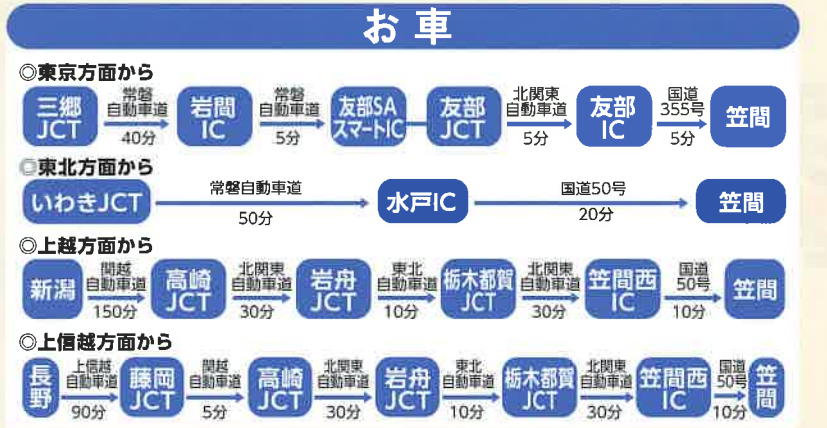 お車
◎東京方面から
三郷JCT 常磐自動車道 40分 岩間IC 常磐自動車道 5分 友部SAスマートIC 友部JCT 北関東自動車道 5分 友部IC 国道355号 5分 笠間
◎東北方面から
いわきJCT 常磐自動車道 50分 水戸IC 国道50号 20分 笠間
◎上越方面から
新潟 関越自動車道 150分 高崎JCT 北関東自動車道 30分 岩舟JCT 東北自動車道 10分 栃木都賀JCT 北関東自動車道 30分 笠間西IC 国道50号 10分 笠間
◎上信越方面から
長野 上信越自動車道 90分 藤岡JCT 関越自動車道 5分 高崎JCT 北関東自動車道 30分 岩舟JCT 東北自動車道 10分 栃木都賀JCT 北関東自動車道 30分 笠間西IC 国道50号 10分 笠間